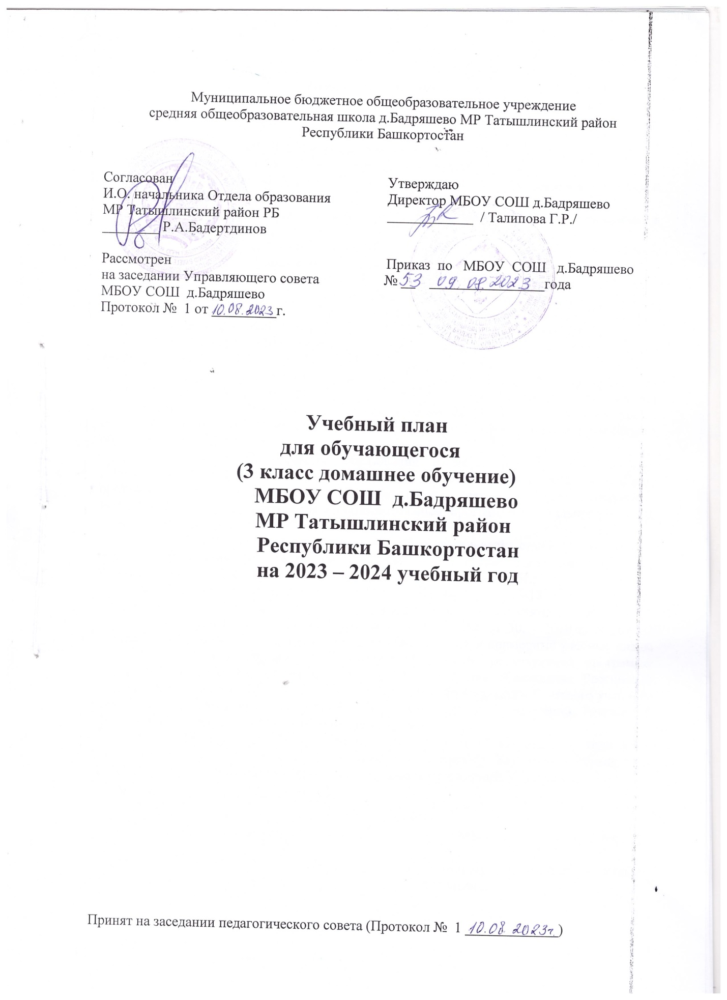 Муниципальное бюджетное общеобразовательное учреждение
средняя общеобразовательная школа д.Бадряшево МР Татышлинский район
Республики Башкортостан
Согласован
И.О. начальника Отдела образования
МР Татышлинский район РБ
_________ Р.А.Бадертдинов
Рассмотрен
на заседании Управляющего совета
МБОУ СОШ д.Бадряшево
Протокол № 1 от 10.08.2023 г.
Утверждаю
Директор МБОУ СОШ д.Бадряшево
_____________ / Талипова Г.Р./
Приказ по МБОУ СОШ д.Бадряшево
№ 53 09.08.2023 года
Учебный план
для обучающегося
(3 класс домашнее обучение)
МБОУ СОШ д.Бадряшево
МР Татышлинский район
Республики Башкортостан
на 2023 – 2024 учебный год
Принят на заседании педагогического совета (Протокол № 1 10.08.2023г.)